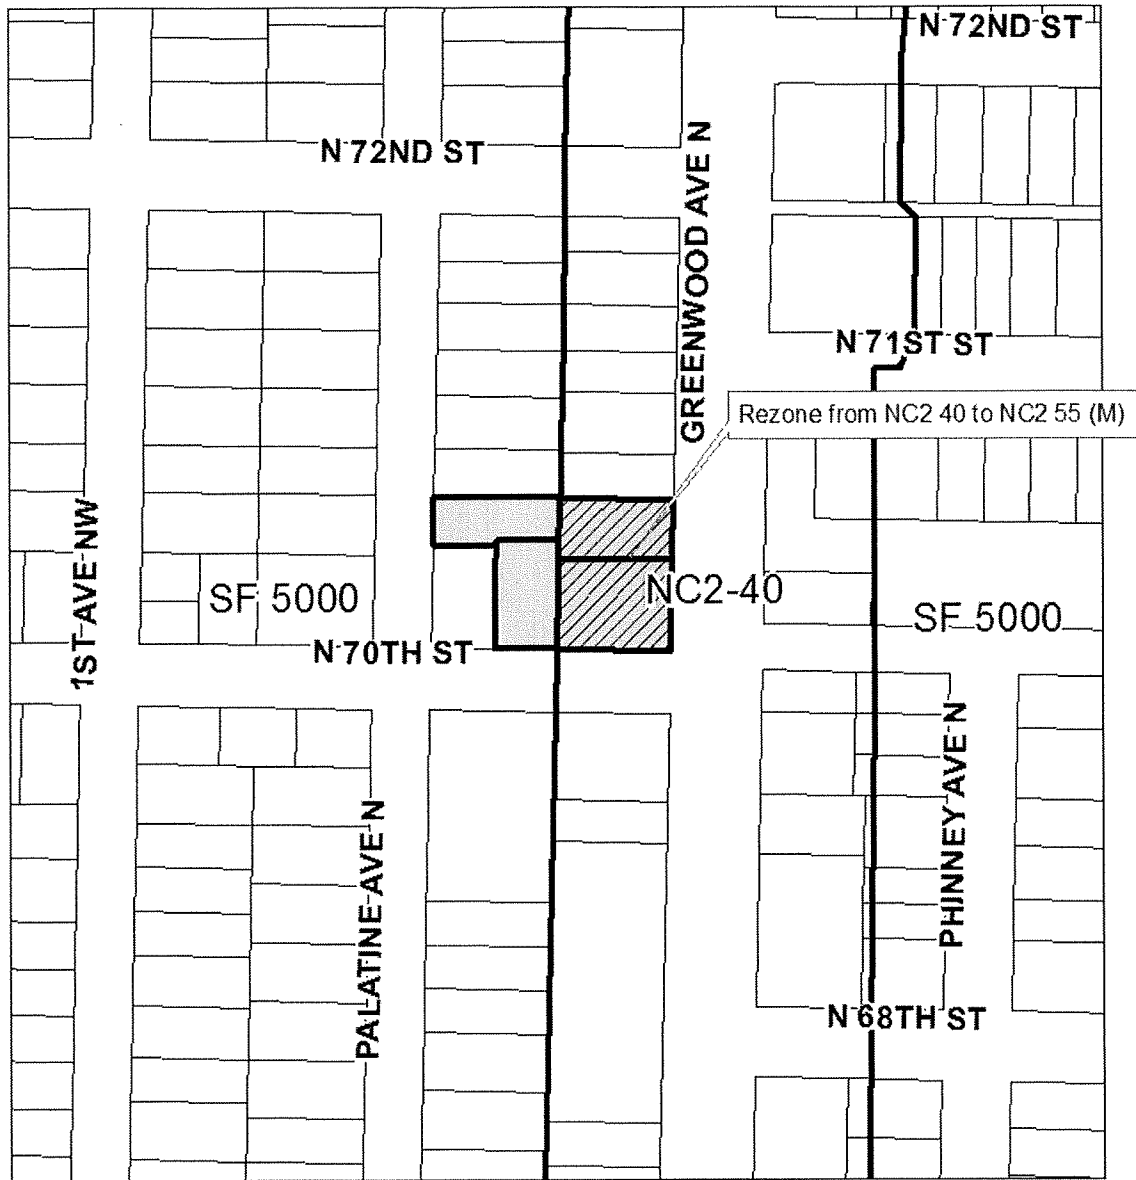 N 72ND ST
N 72ND ST
GREENWOOD AVE N
N 71ST ST
Rezone from NC2 40 to NC2 55 (M)
1ST AVE NW
SF 5000
NC2-40
SF 5000
N 70TH ST
PALATINE AVE N
PHINNEY AVE N
N 68TH ST